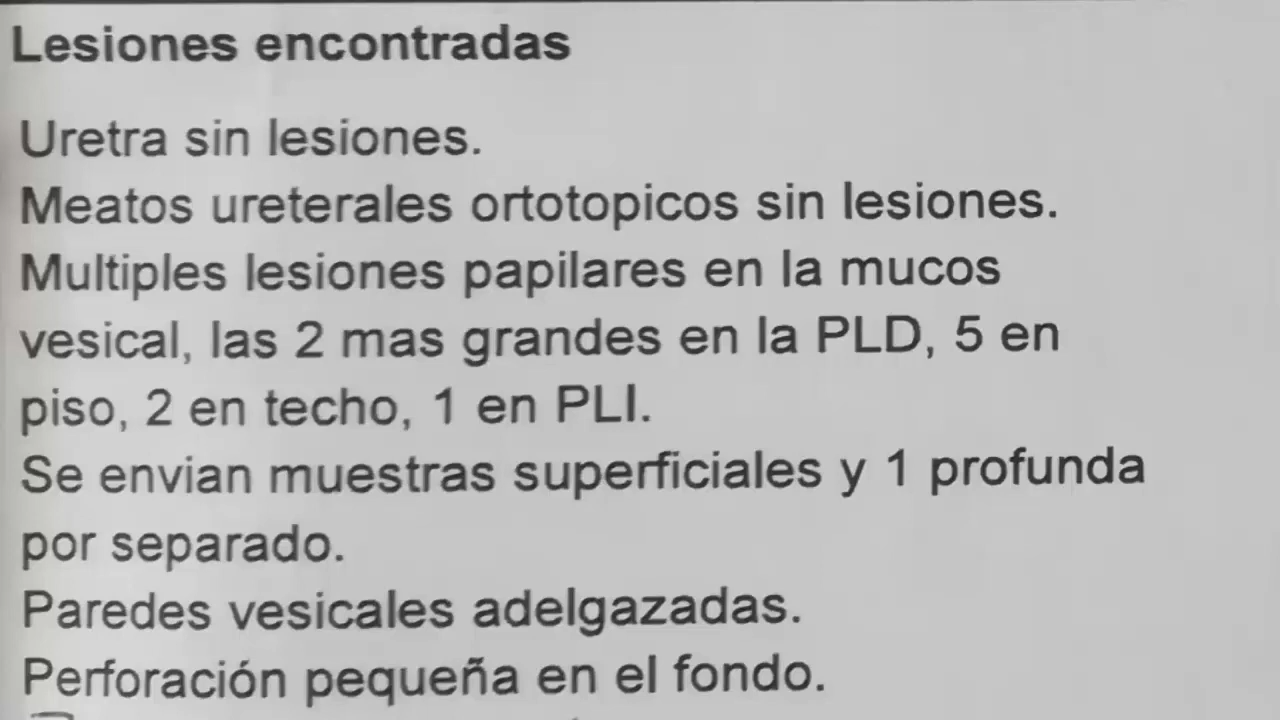 Lesiones encontradas
Uretra sin lesiones.
Meatos ureterales ortotopicos sin lesiones.
Multiples lesiones papilares en la mucos
vesical, las 2 mas grandes en la PLD, 5 en
piso, 2 en techo, 1 en PLI.
Se envian muestras superficiales y 1 profunda
por separado.
Paredes vesicales adelgazadas.
Perforación pequeña en el fondo.